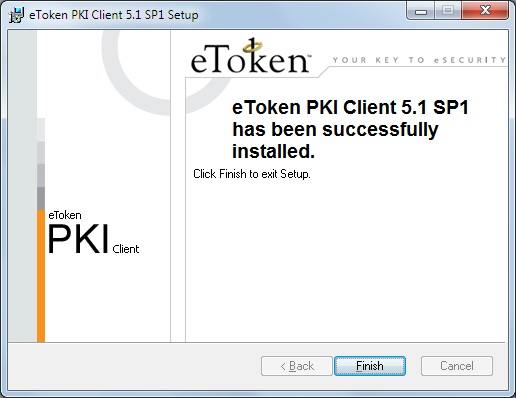 eToken PKI Client 5.1 SP1 Setup
eToken™
YOUR KEY TO eSECURITY
eToken PKI Client 5.1 SP1
has been successfully
installed.
Click Finish to exit Setup.
eToken
PKI Client
< Back
Finish
Cancel